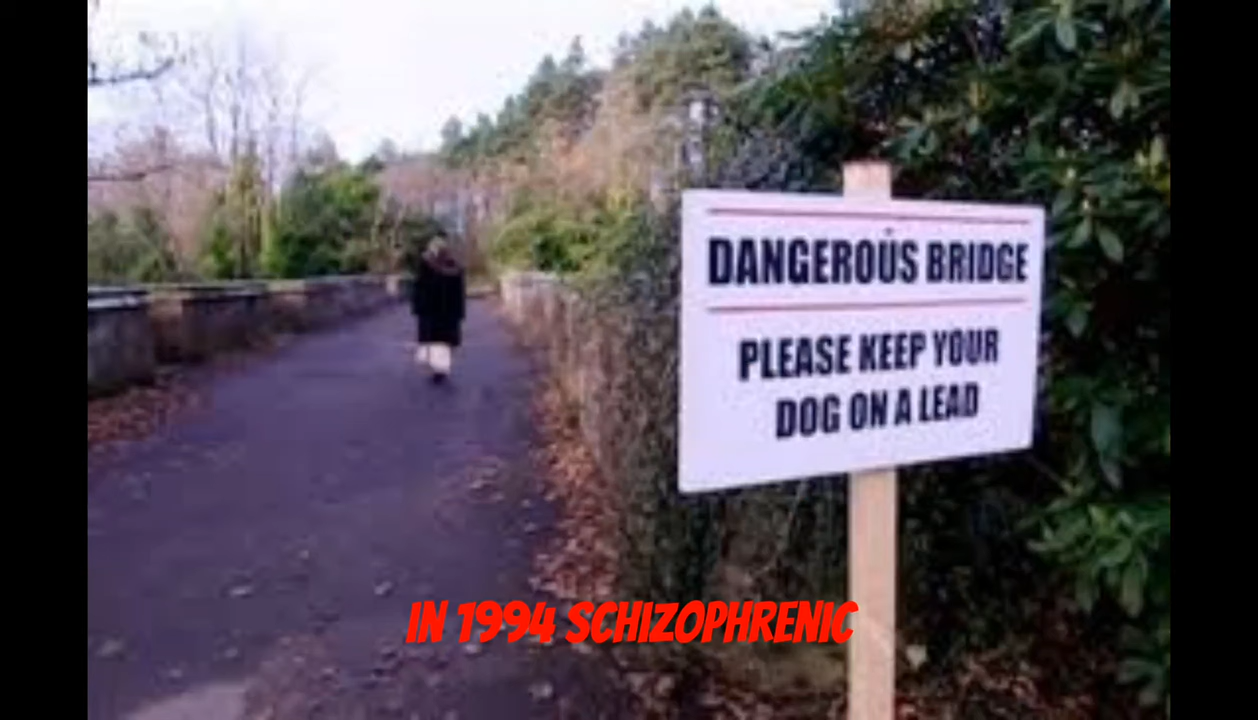 DANGEROUS BRIDGE
PLEASE KEEP YOUR
DOG ON A LEAD
IN 1994 SCHIZOPHRENIC